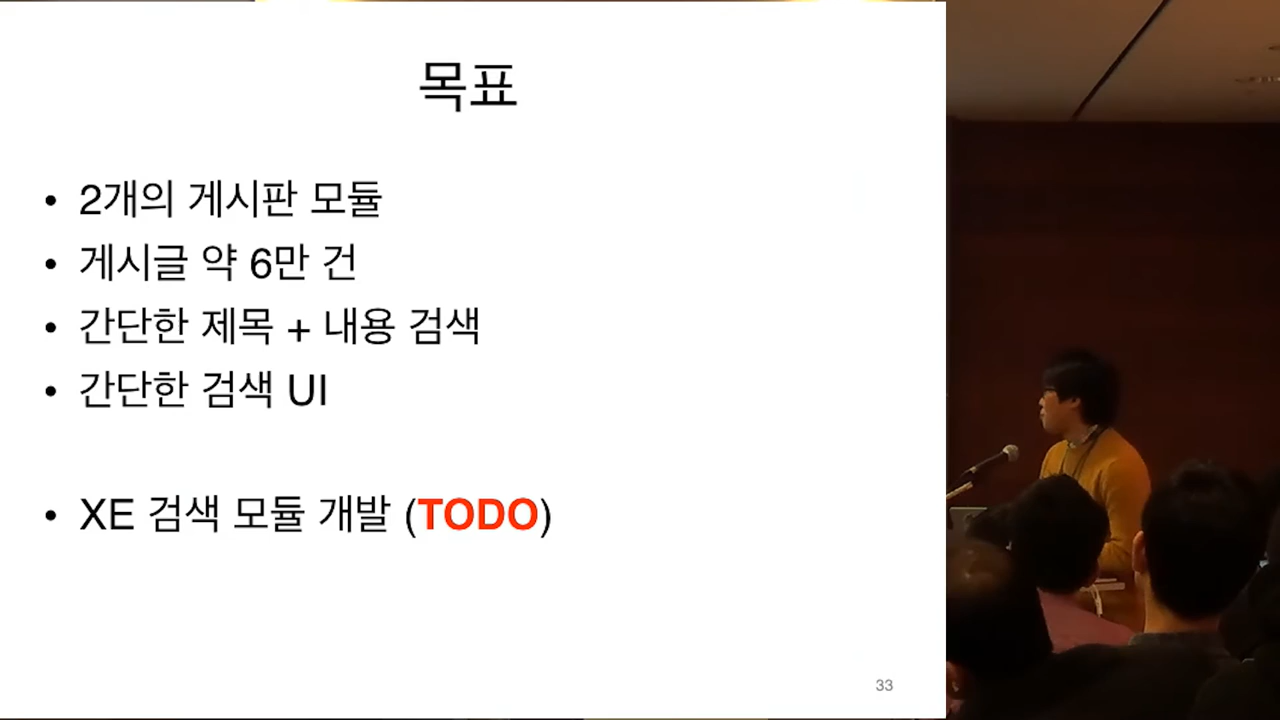 목표
• 2개의 게시판 모듈
• 게시글 약 6만 건
• 간단한 제목 + 내용 검색
• 간단한 검색 UI
• XE 검색 모듈 개발 (TODO)
33